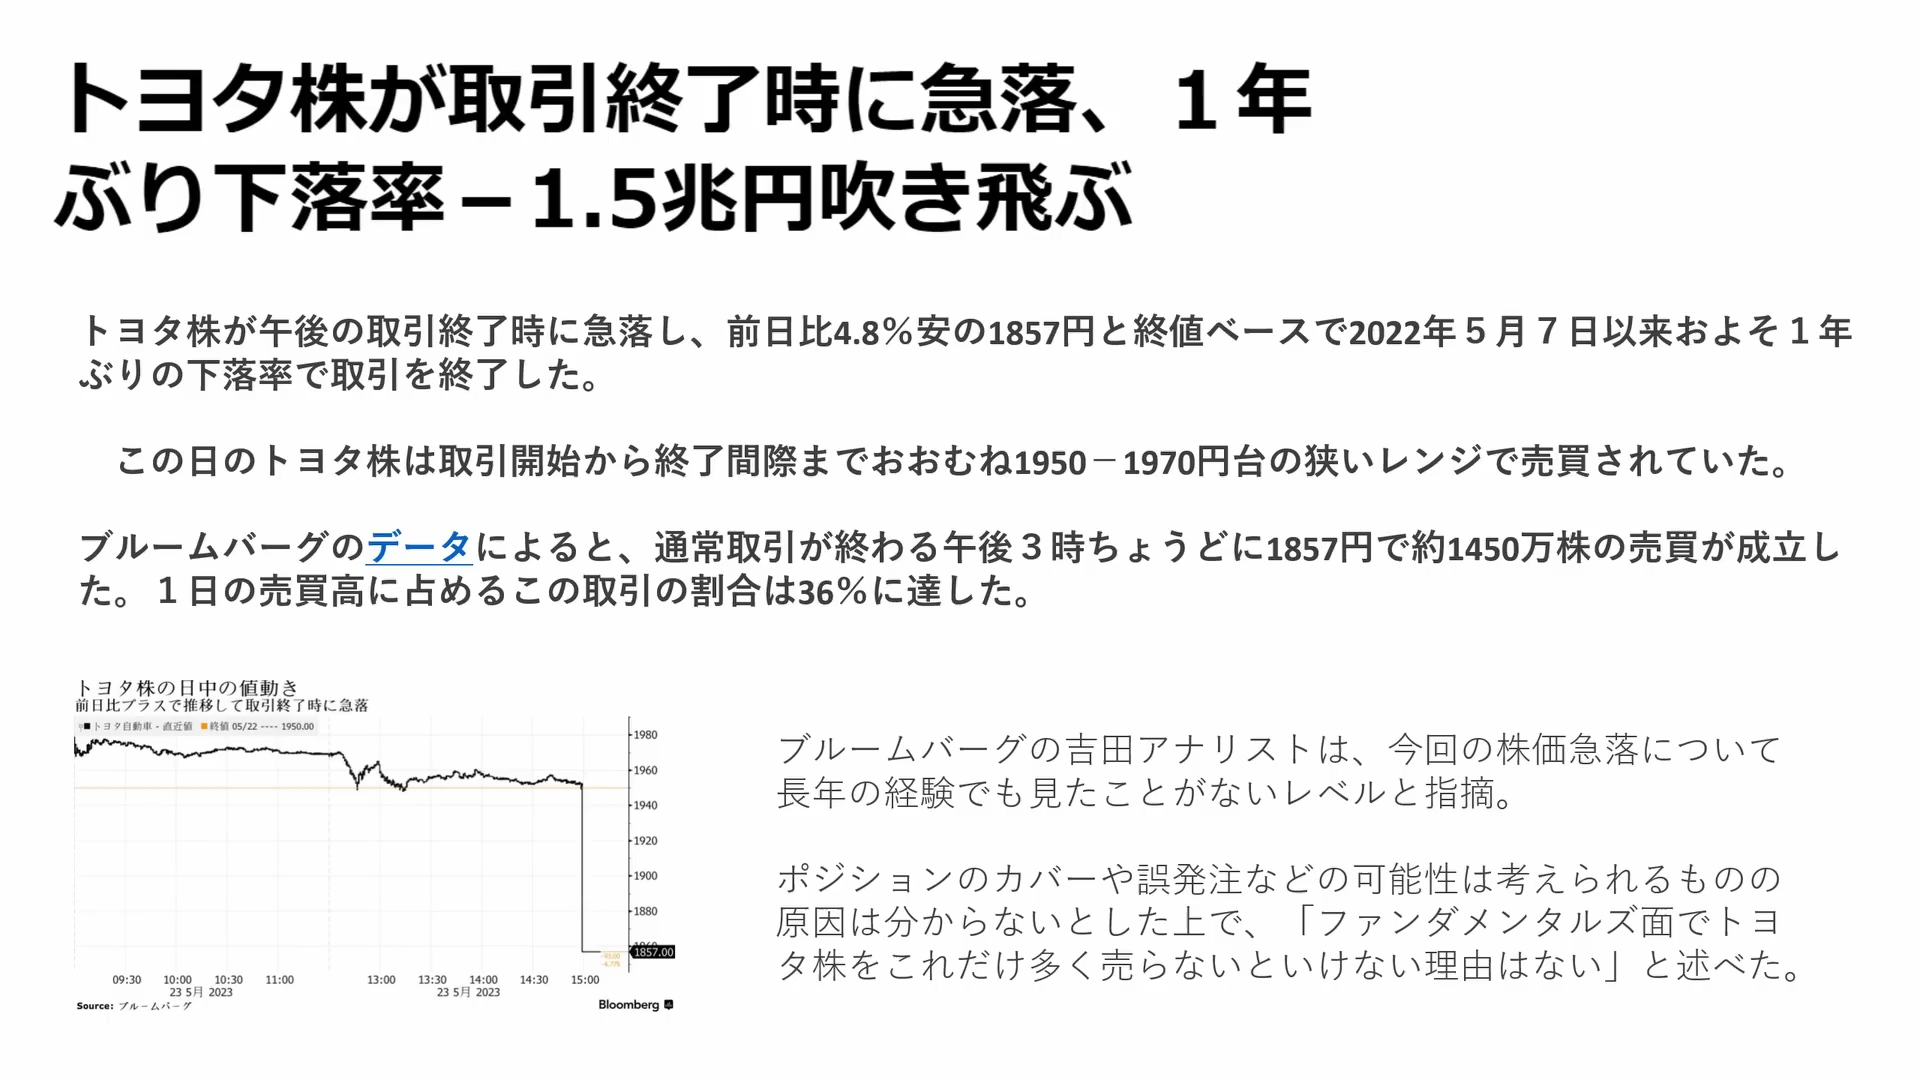 トヨタ株が取引終了時に急落、１年
ぶり下落率－1.5兆円吹き飛ぶ
トヨタ株が午後の取引終了時に急落し、前日比4.8％安の1857円と終値ベースで2022年５月７日以来およそ１年
ぶりの下落率で取引を終了した。
この日のトヨタ株は取引開始から終了間際までおおむね1950－1970円台の狭いレンジで売買されていた。
ブルームバーグのデータによると、通常取引が終わる午後３時ちょうどに1857円で約1450万株の売買が成立し
た。１日の売買高に占めるこの取引の割合は36％に達した。
トヨタ株の日中の値動き
前日比プラスで推移して取引終了時に急落
トヨタ自動車 - 直近値 終値 05/22 ---- 1950.00
1980
1960
1940
1920
1900
1880
1860
1857.00
-93.00
-4.77%
09:30 10:00 10:30 11:00 13:00 13:30 14:00 14:30 15:00
23 5月 2023 23 5月 2023
Source: ブルームバーグ Bloomberg
ブルームバーグの吉田アナリストは、今回の株価急落について
長年の経験でも見たことがないレベルと指摘。
ポジションのカバーや誤発注などの可能性は考えられるものの
原因は分からないとした上で、「ファンダメンタルズ面でトヨ
タ株をこれだけ多く売らないといけない理由はない」と述べた。